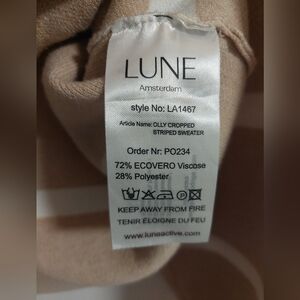 LUNE
Amsterdam
style No: LA1467
Article Name: OLLY CROPPED
STRIPED SWEATER
Order Nr: PO234
72% ECOVERO Viscose
28% Polyester
KEEP AWAY FROM FIRE
TENIR ÉLOIGNE DU FEU
www.luneactive.com